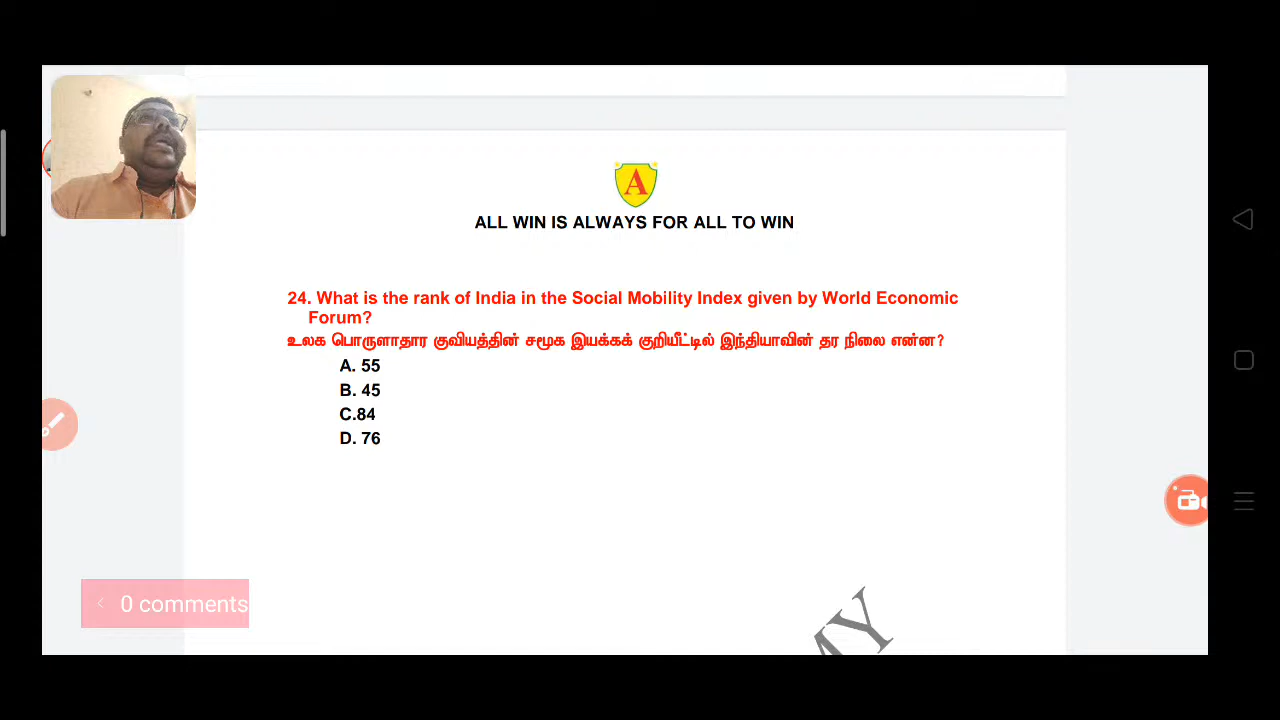 A
ALL WIN IS ALWAYS FOR ALL TO WIN
24. What is the rank of India in the Social Mobility Index given by World Economic
Forum?
உலக பொருளாதார குவியத்தின் சமூக இயக்கக் குறியீட்டில் இந்தியாவின் தர நிலை என்ன?
A. 55
B. 45
C.84
D. 76
0 comments